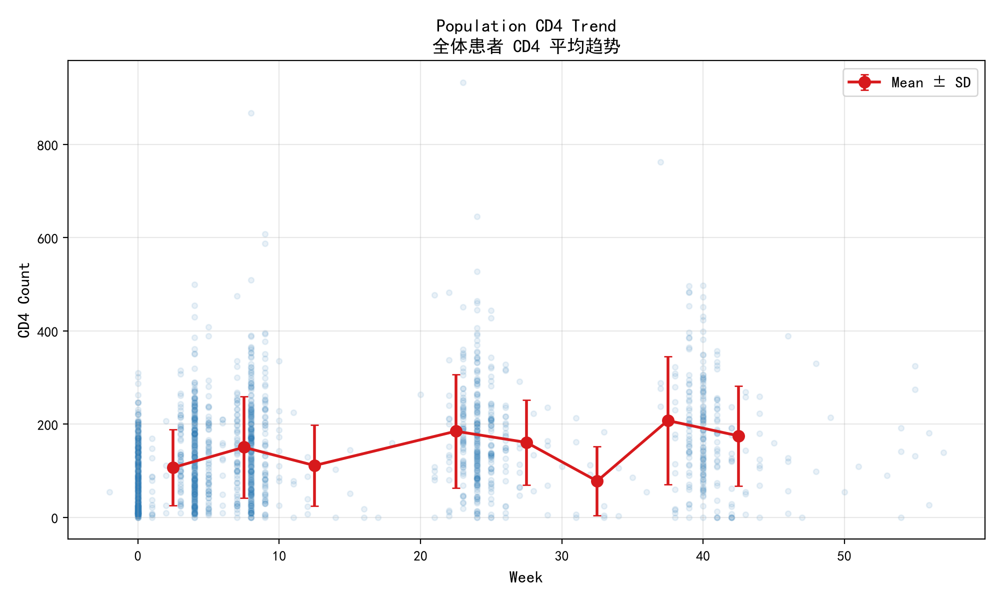 Population CD4 Trend
全体患者 CD4 平均趋势
Mean ± SD
CD4 Count
800
600
400
200
0
0 10 20 30 40 50
Week